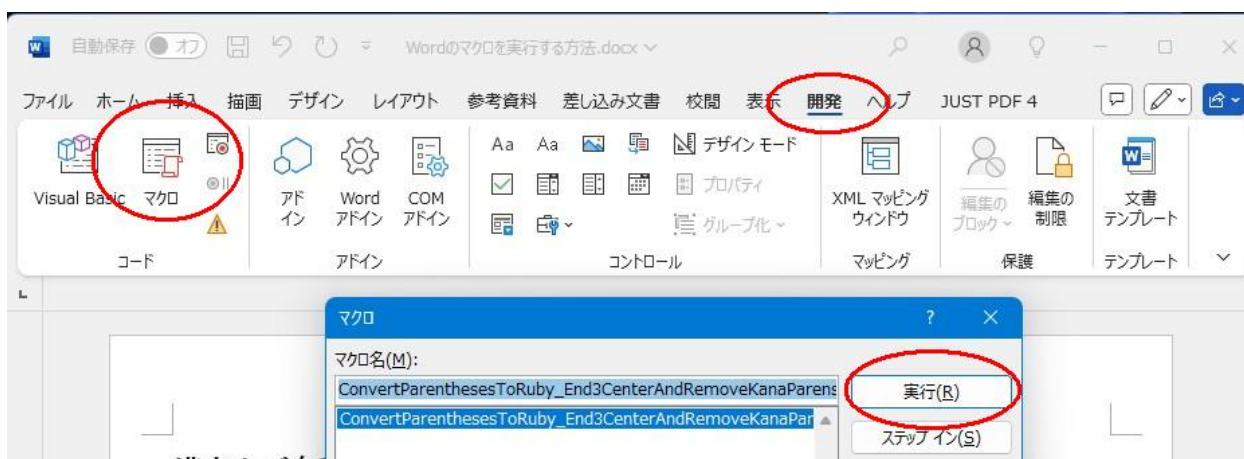 自動保存 オフ Wordのマクロを実行する方法.docx
ファイル ホーム 挿入 描画 デザイン レイアウト 参考資料 差し込み文書 校閲 表示 開発 ヘルプ JUST PDF 4
Visual Basic マクロ アド Word COM Aa Aa デザイン モード XML マッピング 編集の 編集の 文書
イン アドイン アドイン プロパティ ウィンドウ ブロック 制限 テンプレート
グループ化
コード アドイン コントロール マッピング 保護 テンプレート
マクロ ?
マクロ名(M):
ConvertParenthesesToRuby_End3CenterAndRemoveKanaParens 実行(R)
ConvertParenthesesToRuby_End3CenterAndRemoveKanaPar
ステップ イン(S)